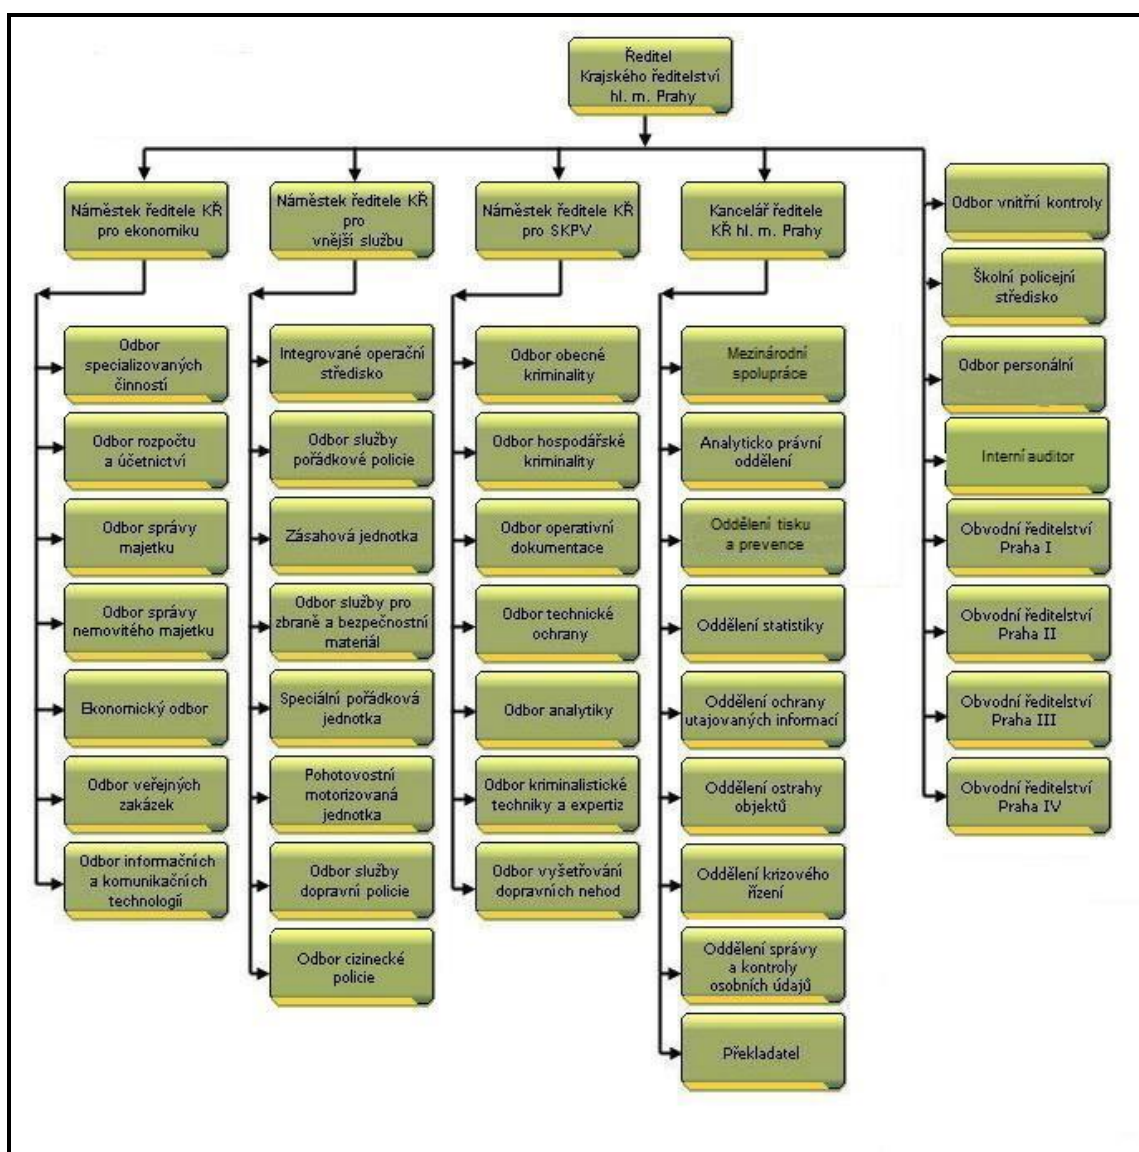 Ředitel
Krajského ředitelství
hl. m. Prahy
Náměstek ředitele KŘ
pro ekonomiku
Odbor
specializovaných
činností
Odbor rozpočtu
a účetnictví
Odbor správy
majetku
Odbor správy
nemovitého majetku
Ekonomický odbor
Odbor veřejných
zakázek
Odbor informačních
a komunikačních
technologií
Náměstek ředitele KŘ
pro
vnější službu
Integrované operační
středisko
Odbor služby
pořádkové policie
Zásahová jednotka
Odbor služby pro
zbraně a bezpečnostní
materiál
Speciální pořádková
jednotka
Pohotovostní
motorizovaná
jednotka
Odbor služby
dopravní policie
Odbor cizinecké
policie
Náměstek ředitele KŘ
pro SKPV
Odbor obecné
kriminality
Odbor hospodářské
kriminality
Odbor operativní
dokumentace
Odbor technické
ochrany
Odbor analytiky
Odbor kriminalistické
techniky a expertiz
Odbor vyšetřování
dopravních nehod
Kancelář ředitele
KŘ hl. m. Prahy
Mezinárodní
spolupráce
Analyticko právní
oddělení
Oddělení tisku
a prevence
Oddělení statistiky
Oddělení ochrany
utajovaných informací
Oddělení ostrahy
objektů
Oddělení krizového
řízení
Oddělení správy
a kontroly
osobních údajů
Překladatel
Odbor vnitřní kontroly
Školní policejní
středisko
Odbor personální
Interní auditor
Obvodní ředitelství
Praha I
Obvodní ředitelství
Praha II
Obvodní ředitelství
Praha III
Obvodní ředitelství
Praha IV